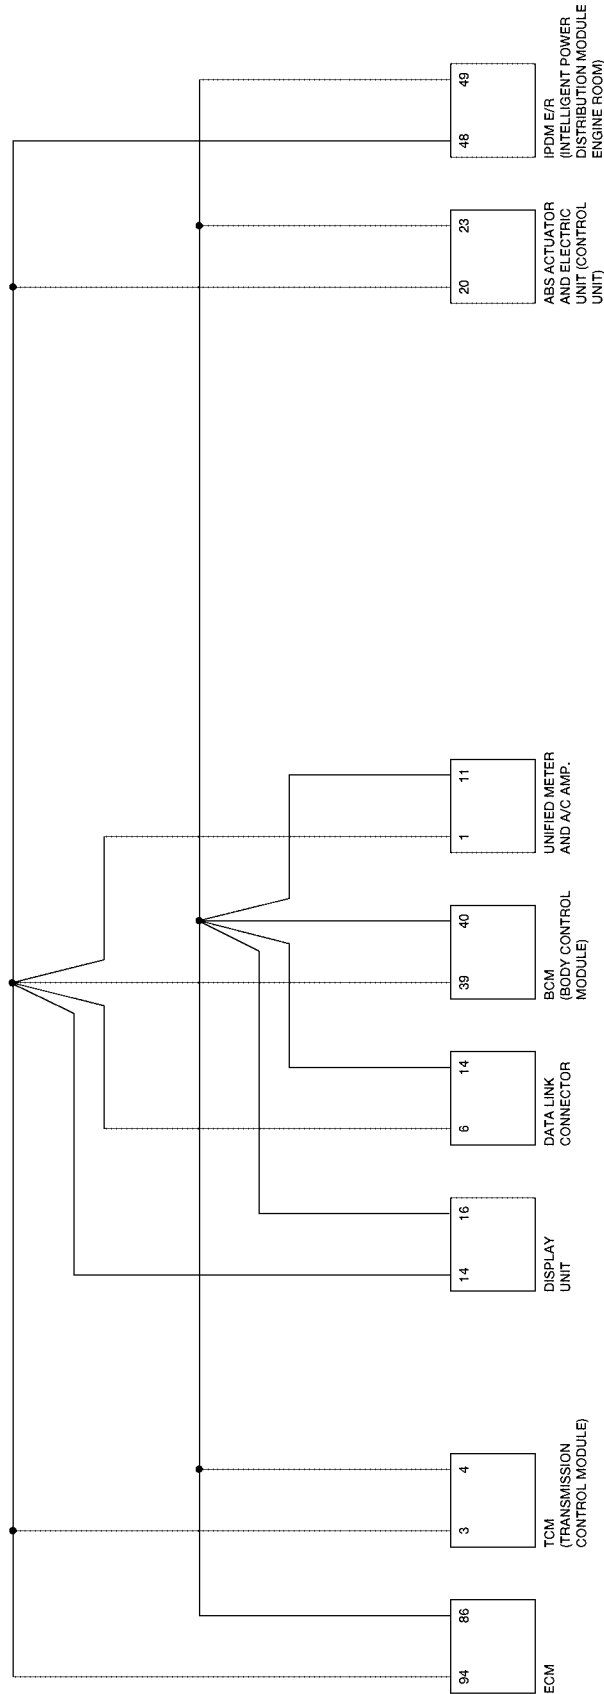 94 86
ECM
3 4
TCM
(TRANSMISSION
CONTROL MODULE)
14 16
DISPLAY
UNIT
6 14
DATA LINK
CONNECTOR
39 40
BCM
(BODY CONTROL
MODULE)
1 11
UNIFIED METER
AND A/C AMP.
20 23
ABS ACTUATOR
AND ELECTRIC
UNIT (CONTROL
UNIT)
48 49
IPDM E/R
(INTELLIGENT POWER
DISTRIBUTION MODULE
ENGINE ROOM)